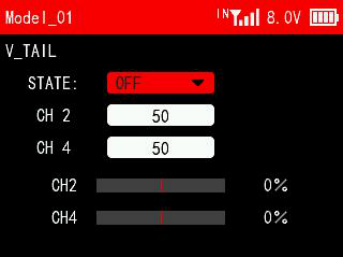 Model_01 IN 8.0V
V_TAIL
STATE: OFF
CH 2 50
CH 4 50
CH2 0%
CH4 0%